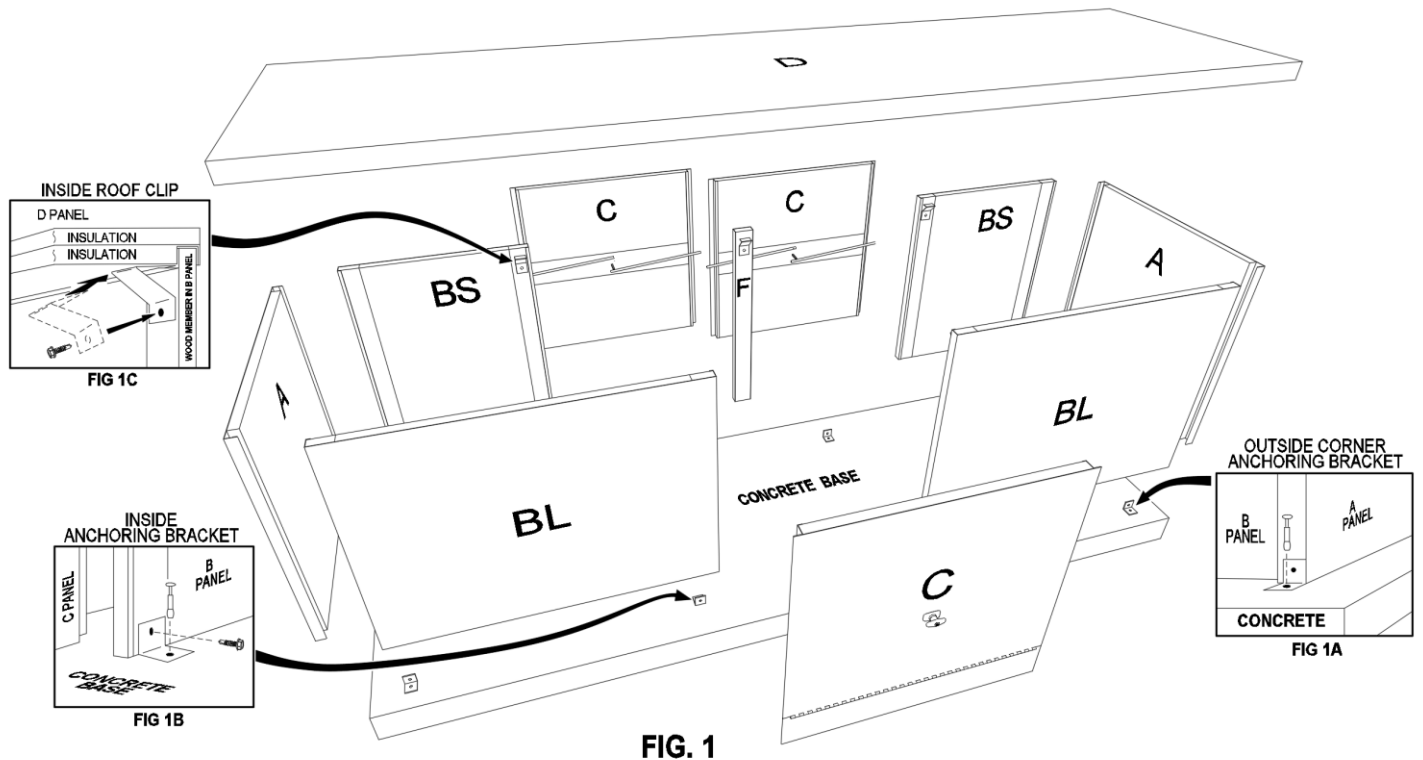 D
INSIDE ROOF CLIP
D PANEL
INSULATION
INSULATION
WOOD MEMBER IN B PANEL
FIG 1C
C
C
BS
BS
A
F
A
BL
BL
CONCRETE BASE
C
OUTSIDE CORNER
ANCHORING BRACKET
B
PANEL
A
PANEL
CONCRETE
FIG 1A
INSIDE
ANCHORING BRACKET
B
PANEL
C PANEL
CONCRETE
BASE
FIG 1B
FIG. 1